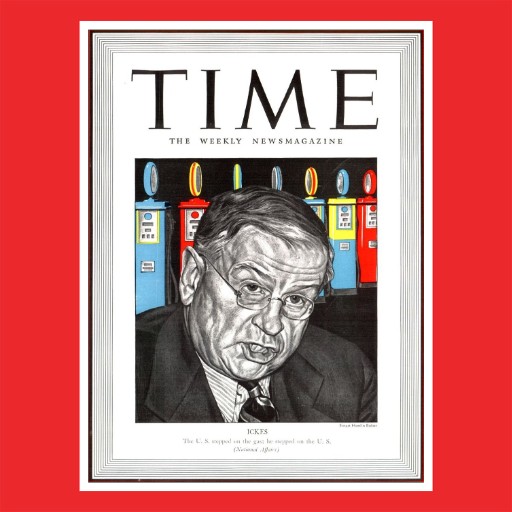 TIME
THE WEEKLY NEWSMAGAZINE
ICKES
The U. S. stepped on the gas; he stepped on the U. S.
(National Affairs)